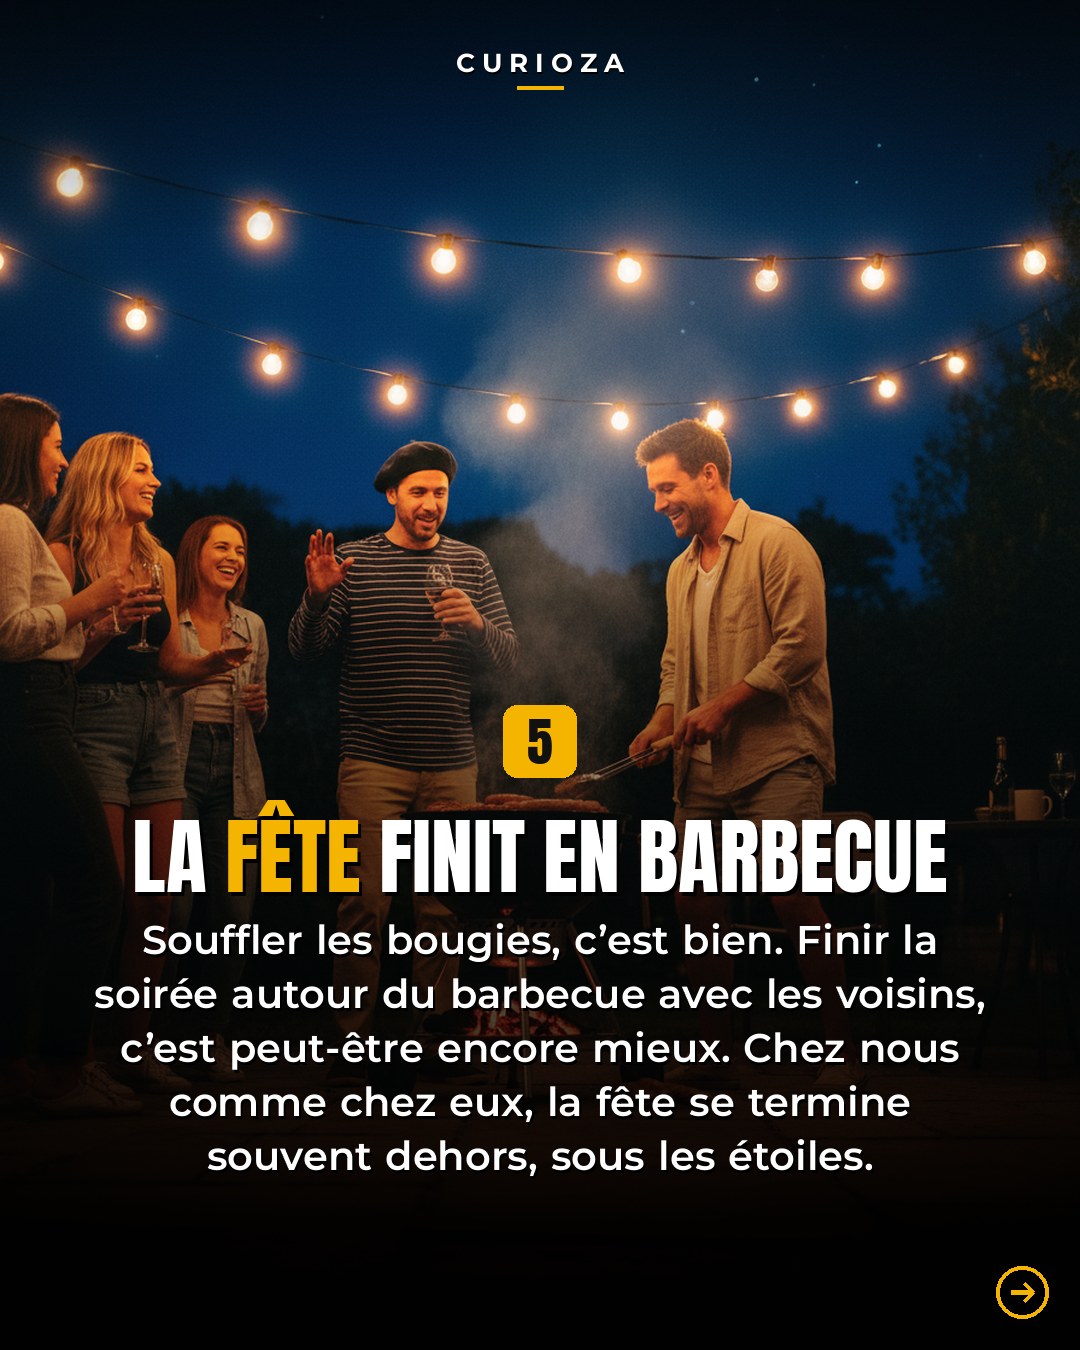 CURIOZA
5
LA FÊTE FINIT EN BARBECUE
Souffler les bougies, c’est bien. Finir la
soirée autour du barbecue avec les voisins,
c’est peut-être encore mieux. Chez nous
comme chez eux, la fête se termine
souvent dehors, sous les étoiles.